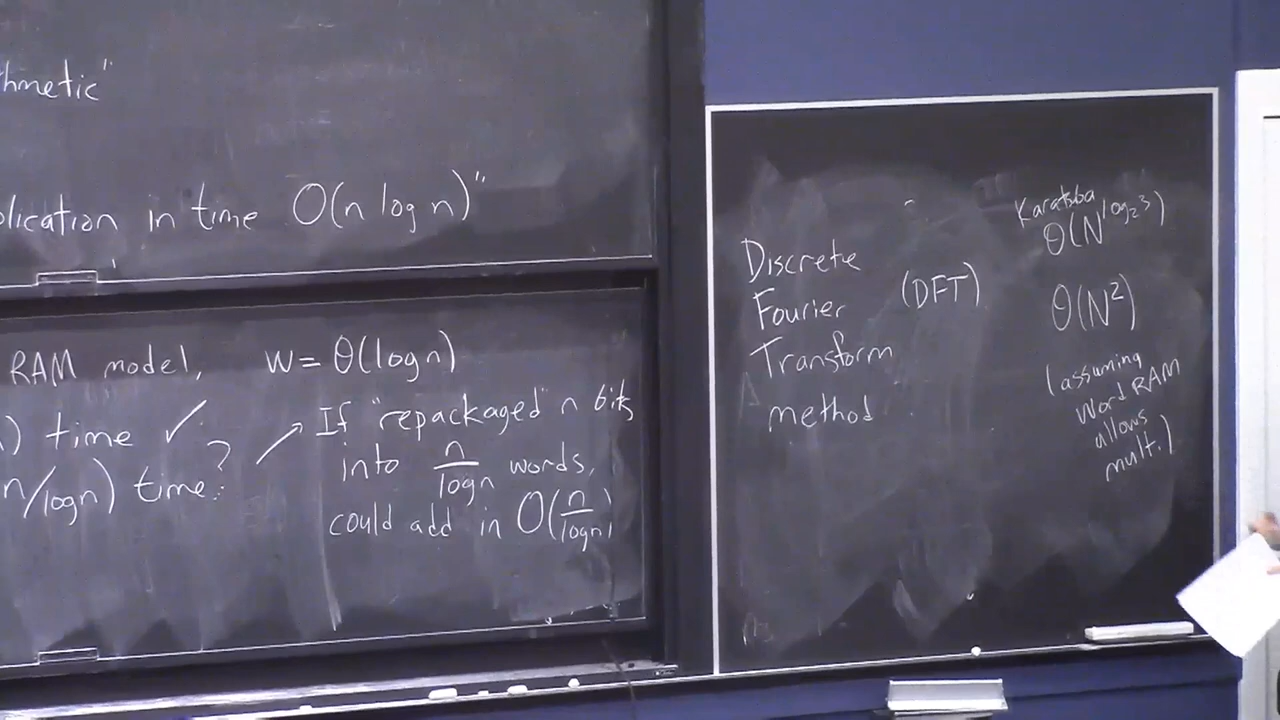 hmetic"
lication in time O(n log n)"
RAM model, w = Θ(log n)
) time ✓
n/log n) time ?
If "repackaged" n bits
into n/log n words,
could add in O(n/log n)
Discrete
Fourier (DFT)
Transform
method
Karatsuba
Θ(N^log₂3)
Θ(N²)
(assuming
Word RAM
allows
mult.)